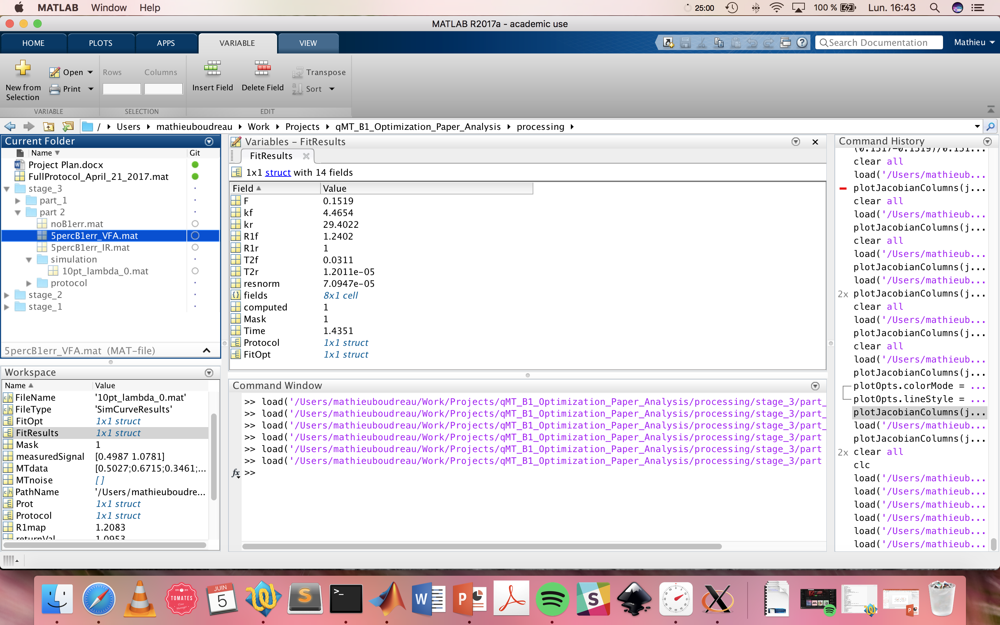 MATLAB Window Help 25:00 100 % Lun. 16:43
MATLAB R2017a - academic use
HOME PLOTS APPS VARIABLE VIEW Search Documentation Mathieu
New from Selection Open Print Rows Columns Insert Field Delete Field Transpose Sort
VARIABLE SELECTION EDIT
/ Users mathieuboudreau Work Projects qMT_B1_Optimization_Paper_Analysis processing
Current Folder
Name Git
Project Plan.docx
FullProtocol_April_21_2017.mat
stage_3
part_1
part 2
noB1err.mat
5percB1err_VFA.mat
5percB1err_IR.mat
simulation
10pt_lambda_0.mat
protocol
stage_2
stage_1
5percB1err_VFA.mat (MAT-file)
Workspace
Name Value
FileName '10pt_lambda_0.mat'
FileType 'SimCurveResults'
FitOpt 1x1 struct
FitResults 1x1 struct
Mask 1
measuredSignal [0.4987 1.0781]
MTdata [0.5027;0.6715;0.3461;...
MTnoise []
PathName '/Users/mathieuboudre...
Prot 1x1 struct
Protocol 1x1 struct
R1map 1.2083
returnVal 1.0953
Variables – FitResults
FitResults
1x1 struct with 14 fields
Field Value
F 0.1519
kf 4.4654
kr 29.4022
R1f 1.2402
R1r 1
T2f 0.0311
T2r 1.2011e-05
resnorm 7.0947e-05
fields 8x1 cell
computed 1
Mask 1
Time 1.4351
Protocol 1x1 struct
FitOpt 1x1 struct
Command Window
>> load('/Users/mathieuboudreau/Work/Projects/qMT_B1_Optimization_Paper_Analysis/processing/stage_3/part_
>> load('/Users/mathieuboudreau/Work/Projects/qMT_B1_Optimization_Paper_Analysis/processing/stage_3/part_
>> load('/Users/mathieuboudreau/Work/Projects/qMT_B1_Optimization_Paper_Analysis/processing/stage_3/part_
>> load('/Users/mathieuboudreau/Work/Projects/qMT_B1_Optimization_Paper_Analysis/processing/stage_3/part
>> load('/Users/mathieuboudreau/Work/Projects/qMT_B1_Optimization_Paper_Analysis/processing/stage_3/part
>> load('/Users/mathieuboudreau/Work/Projects/qMT_B1_Optimization_Paper_Analysis/processing/stage_3/part
fx >>
Command History
(0.1517-0.1519)/0.151...
clear all
load('/Users/mathieub...
plotJacobianColumns(j...
clear all
load('/Users/mathieub...
plotJacobianColumns(j...
clear all
load('/Users/mathieub...
plotJacobianColumns(j...
load('/Users/mathieub...
2x plotJacobianColumns(j...
clear all
load('/Users/mathieub...
plotJacobianColumns(j...
clear all
load('/Users/mathieub...
plotJacobianColumns(j...
plotOpts.colorMode = ...
plotOpts.lineStyle = ...
plotJacobianColumns(j...
load('/Users/mathieub...
plotJacobianColumns(j...
2x clear all
clc
load('/Users/mathieub...
load('/Users/mathieub...
load('/Users/mathieub...
load('/Users/mathieub...
load('/Users/mathieub...
load('/Users/mathieub...
TOMATES
JUIN
5
S
>_
W
P
S
X